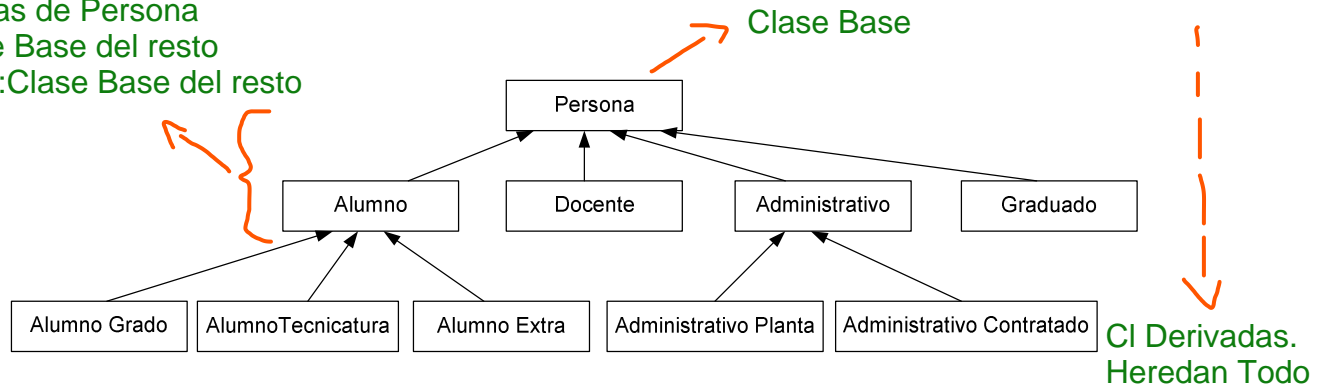 as de Persona
Base del resto
:Clase Base del resto
Clase Base
Persona
Alumno
Docente
Administrativo
Graduado
Alumno Grado
AlumnoTecnicatura
Alumno Extra
Administrativo Planta
Administrativo Contratado
Cl Derivadas.
Heredan Todo